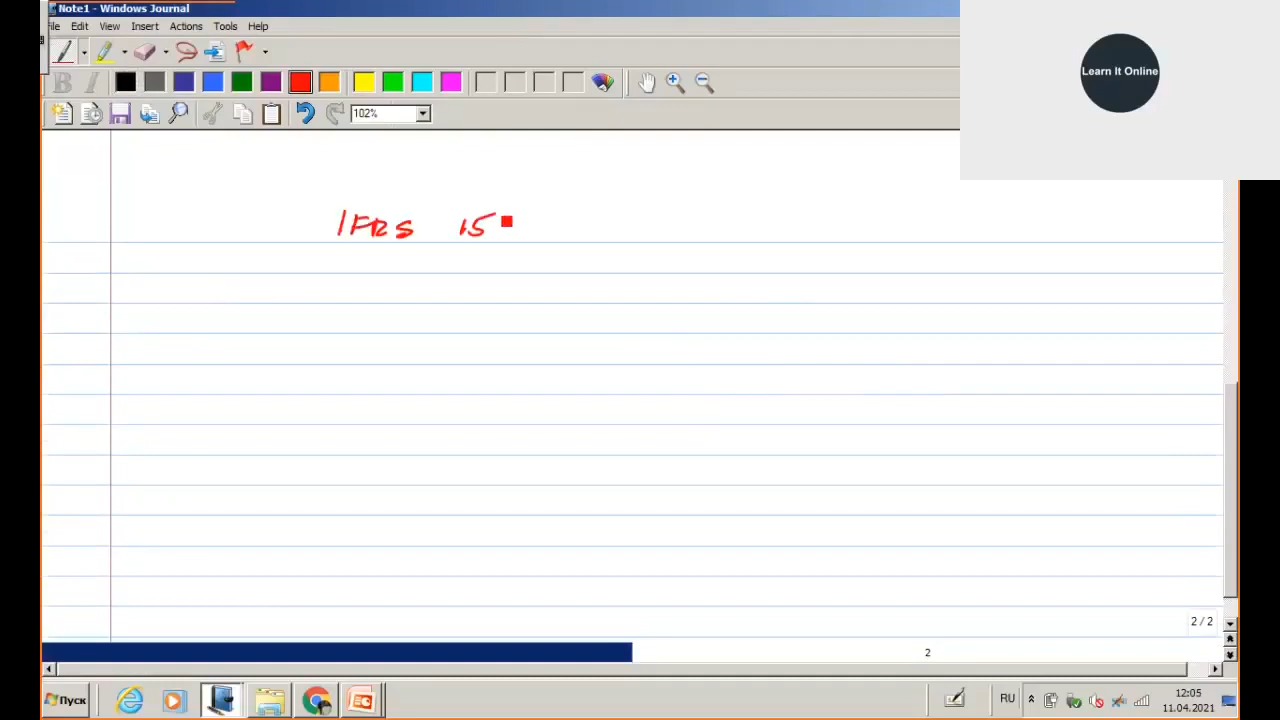 Note1 - Windows Journal
File Edit View Insert Actions Tools Help
Learn It Online
B I
102%
IFRS 15
2 / 2
2
Пуск
RU
12:05
11.04.2021